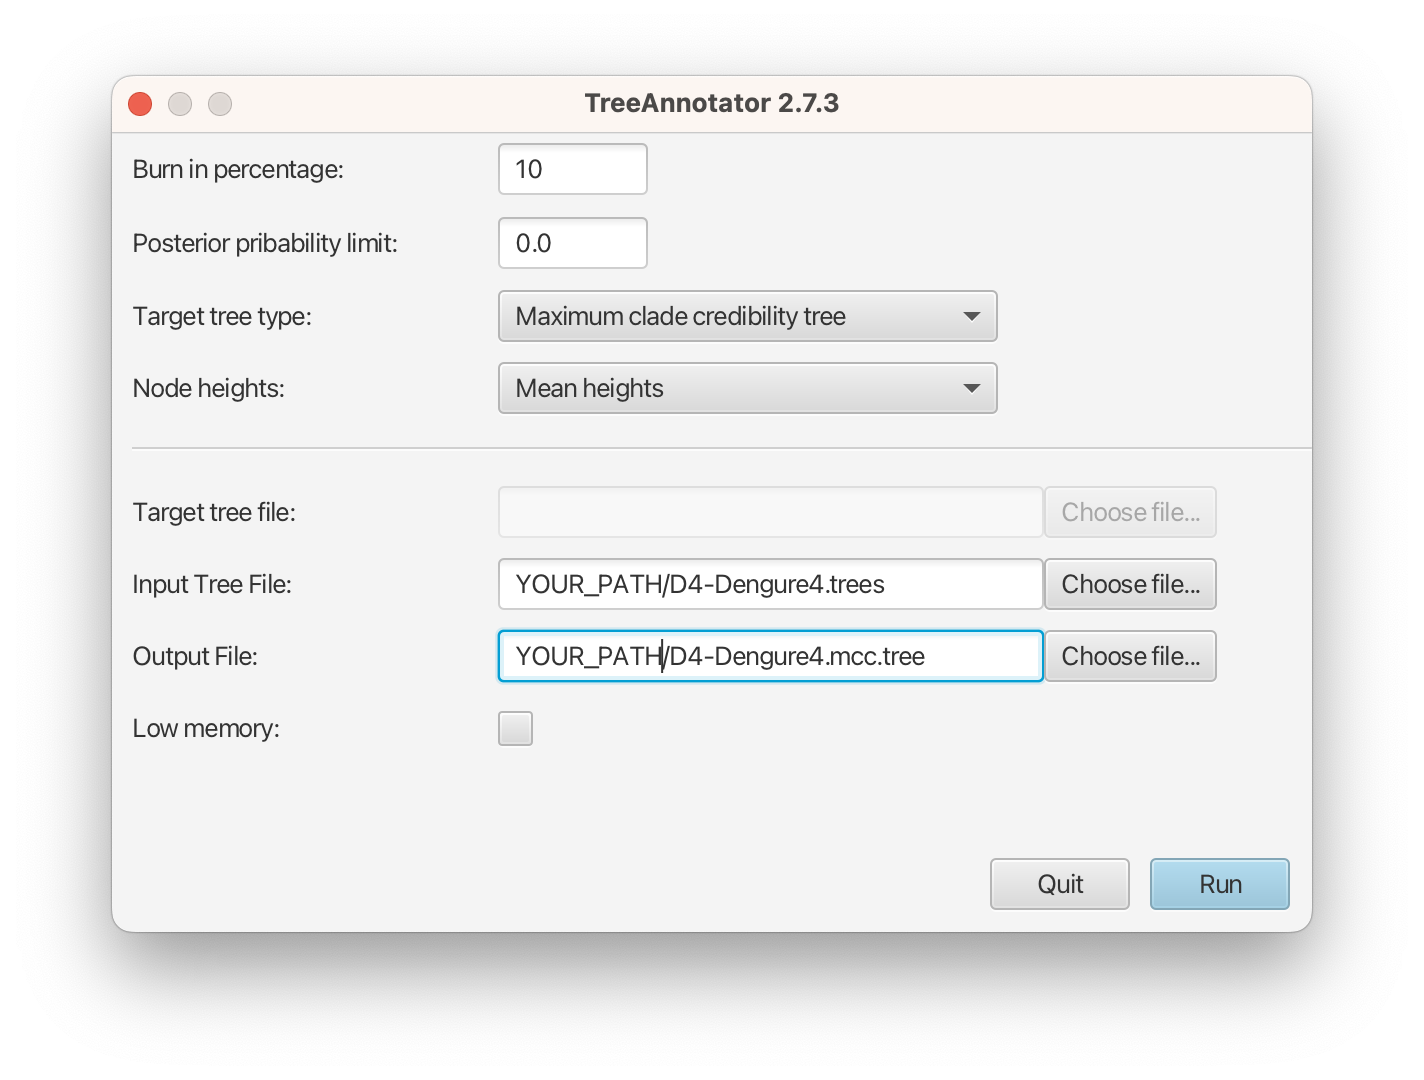 TreeAnnotator 2.7.3
Burn in percentage: 10
Posterior pribability limit: 0.0
Target tree type: Maximum clade credibility tree
Node heights: Mean heights
Target tree file: Choose file...
Input Tree File: YOUR_PATH/D4-Dengure4.trees Choose file...
Output File: YOUR_PATH/D4-Dengure4.mcc.tree Choose file...
Low memory:
Quit Run